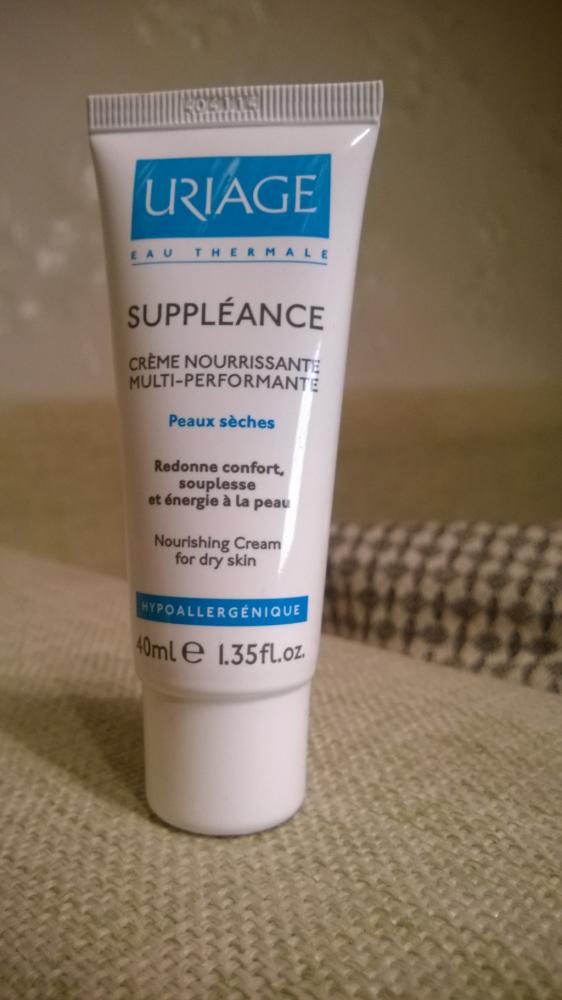 URIAGE
EAU THERMALE
SUPPLÉANCE
CRÈME NOURRISSANTE
MULTI-PERFORMANTE
Peaux sèches
Redonne confort,
souplesse
et énergie à la peau
Nourishing Cream
for dry skin
HYPOALLERGÉNIQUE
40ml e 1.35fl.oz.